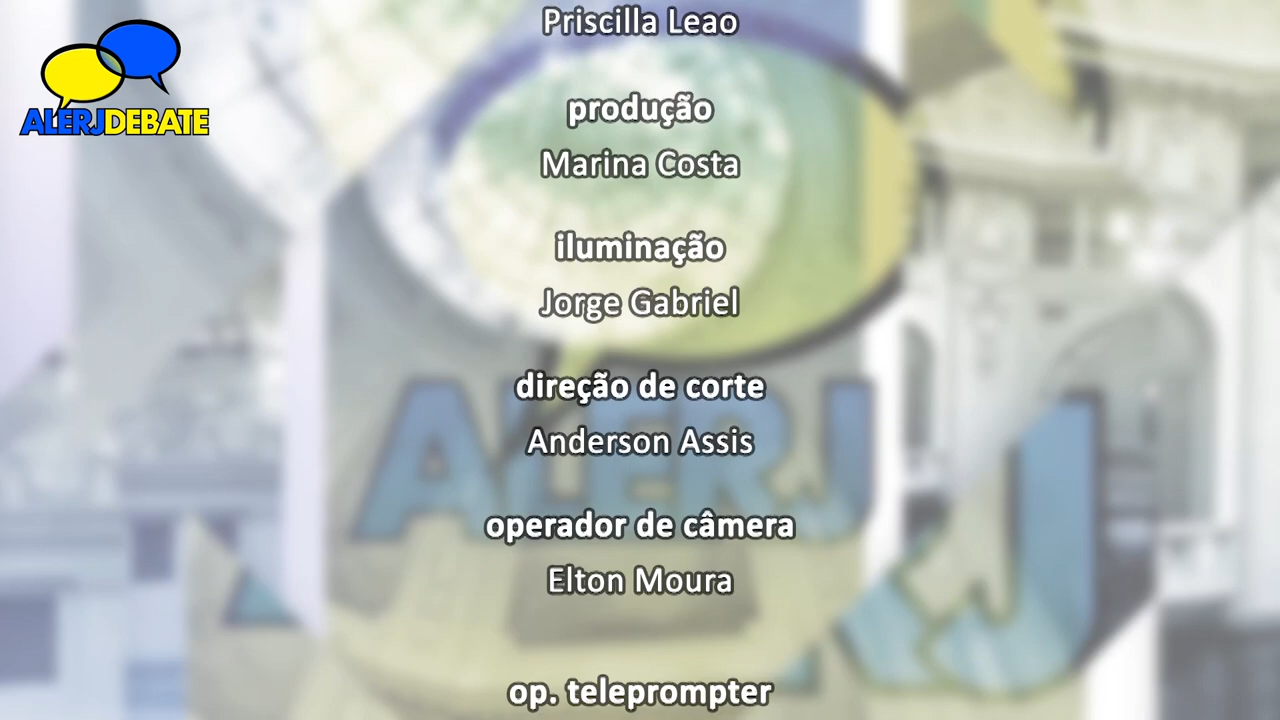 Priscilla Leao
ALERJDEBATE
produção
Marina Costa
iluminação
Jorge Gabriel
direção de corte
Anderson Assis
ALERJ
operador de câmera
Elton Moura
op. teleprompter